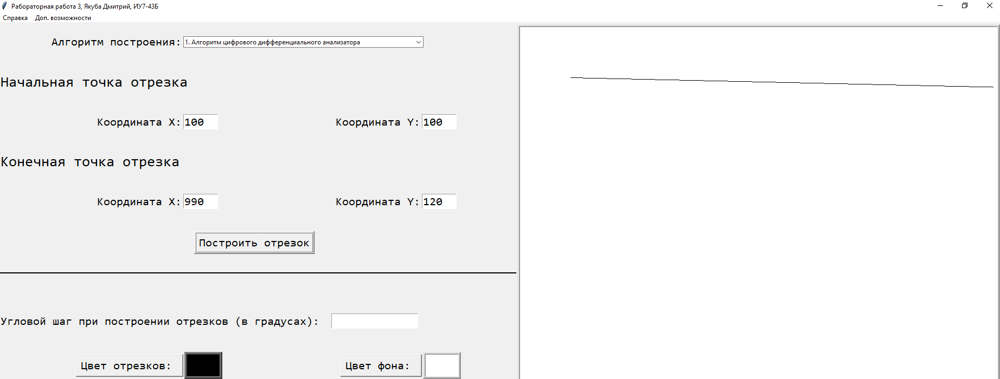 Рабораторная работа 3, Якуба Дмитрий, ИУ7-43Б
Справка Доп. возможности
Алгоритм построения: 1. Алгоритм цифрового дифференциального анализатора
Начальная точка отрезка
Координата X: 100 Координата Y: 100
Конечная точка отрезка
Координата X: 990 Координата Y: 120
Построить отрезок
Угловой шаг при построении отрезков (в градусах):
Цвет отрезков: Цвет фона: